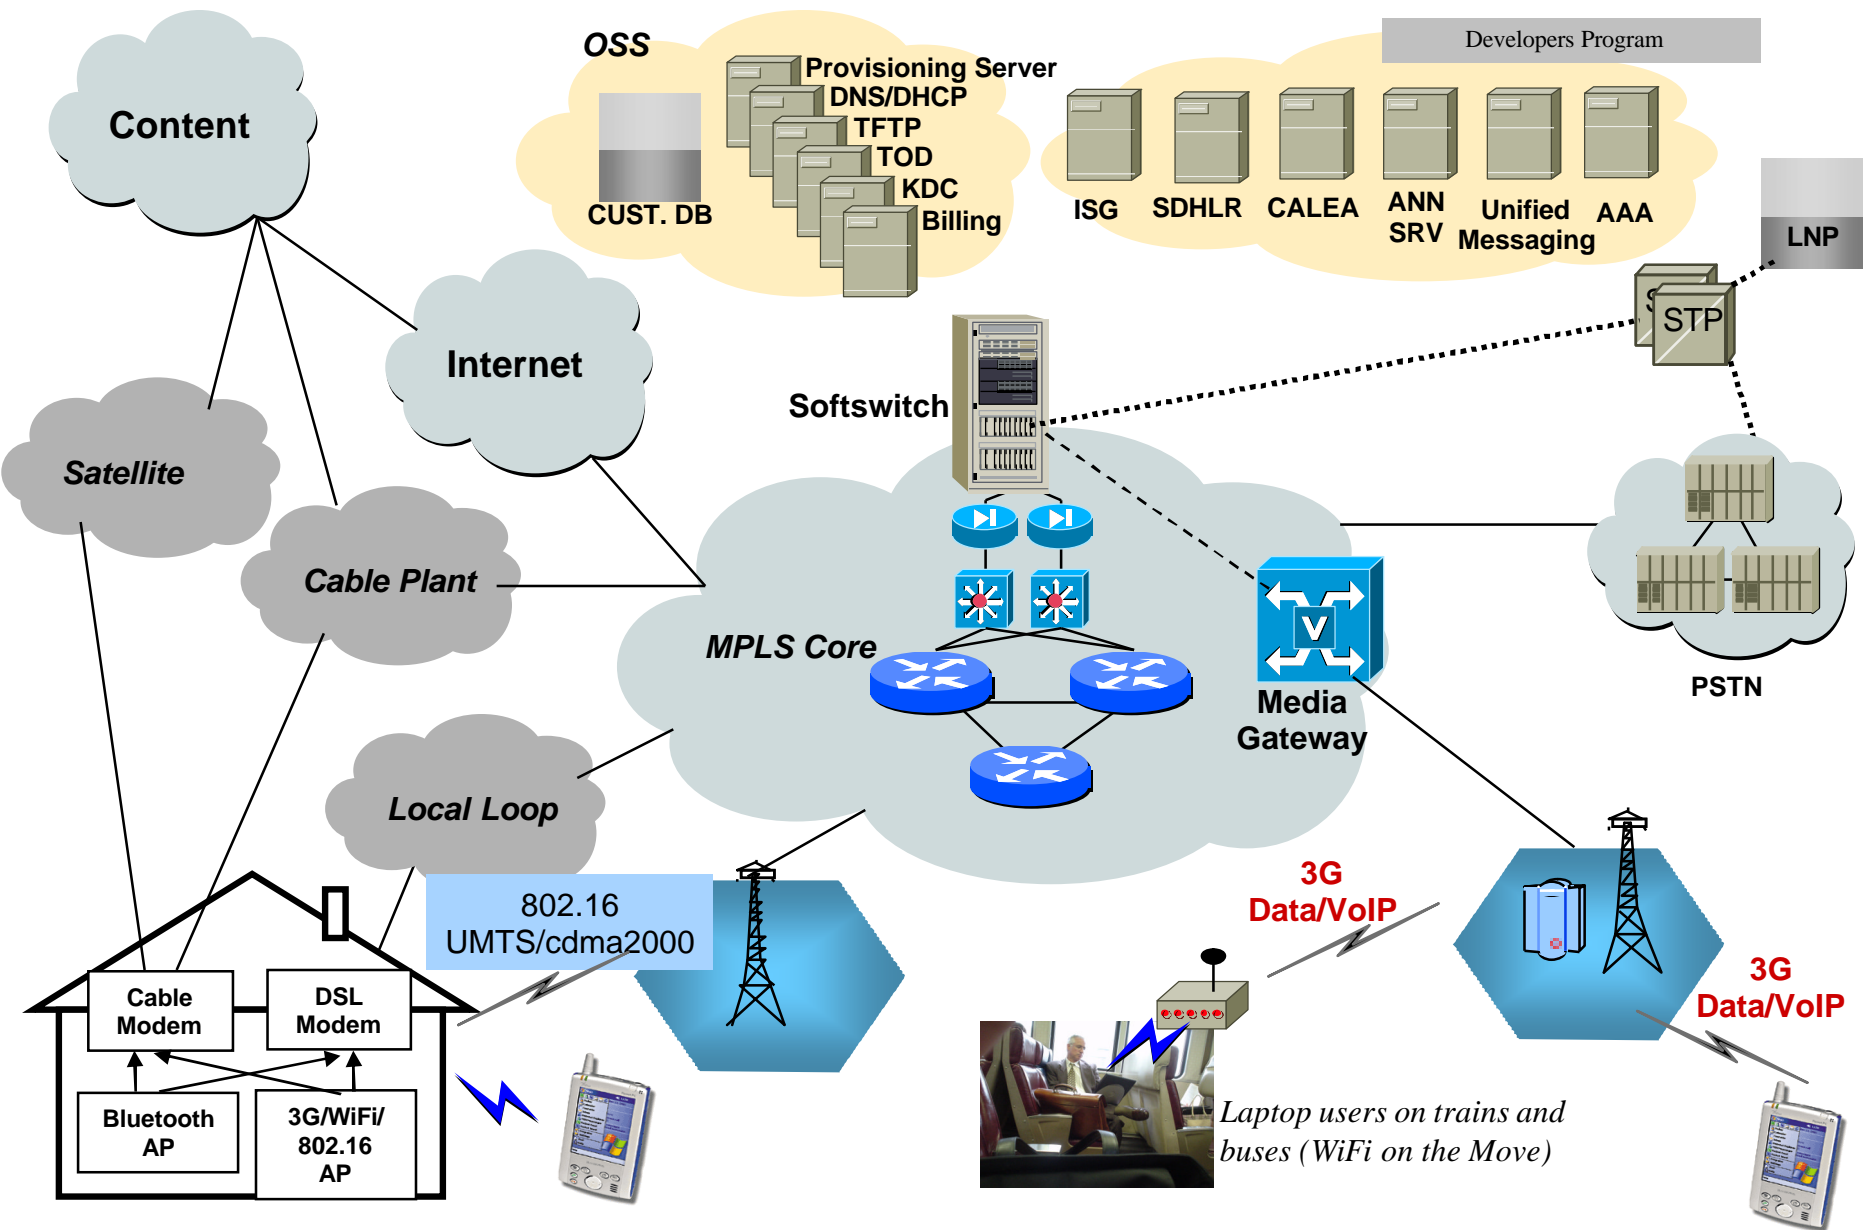 OSS
Provisioning Server
DNS/DHCP
TFTP
TOD
KDC
Billing
CUST. DB
Developers Program
ISG
SDHLR
CALEA
ANN
SRV
Unified
Messaging
AAA
LNP
STP
Content
Internet
Softswitch
Satellite
Cable Plant
MPLS Core
V
Media
Gateway
PSTN
Local Loop
802.16
UMTS/cdma2000
3G
Data/VoIP
3G
Data/VoIP
Cable
Modem
DSL
Modem
Bluetooth
AP
3G/WiFi/
802.16
AP
Laptop users on trains and
buses (WiFi on the Move)